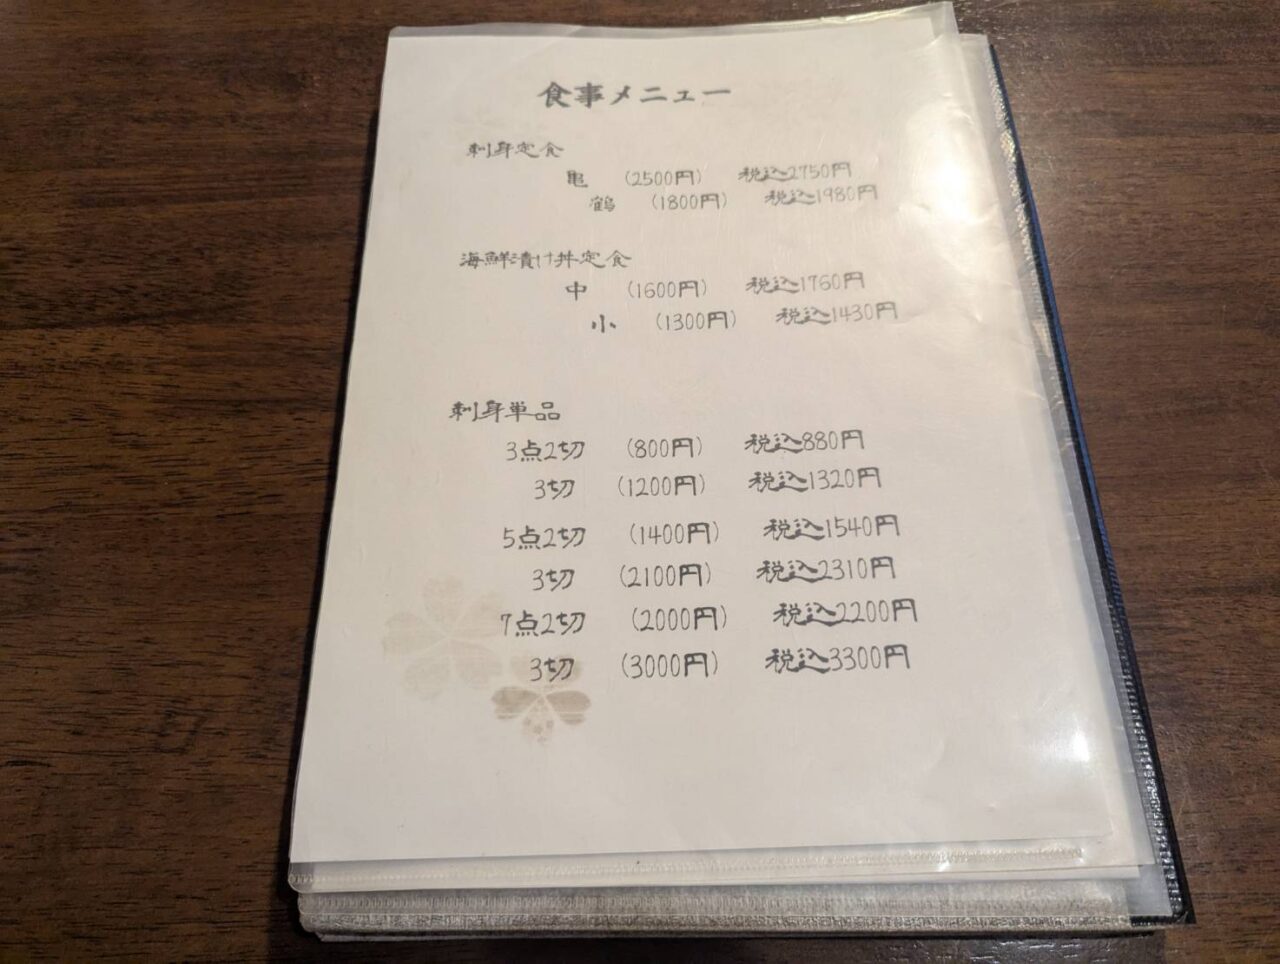 食事メニュー
刺身定食
亀 (2500円) 税込2750円
鶴 (1800円) 税込1980円
海鮮漬け丼定食
中 (1600円) 税込1760円
小 (1300円) 税込1430円
刺身単品
3点2切 (800円) 税込880円
3切 (1200円) 税込1320円
5点2切 (1400円) 税込1540円
3切 (2100円) 税込2310円
7点2切 (2000円) 税込2200円
3切 (3000円) 税込3300円